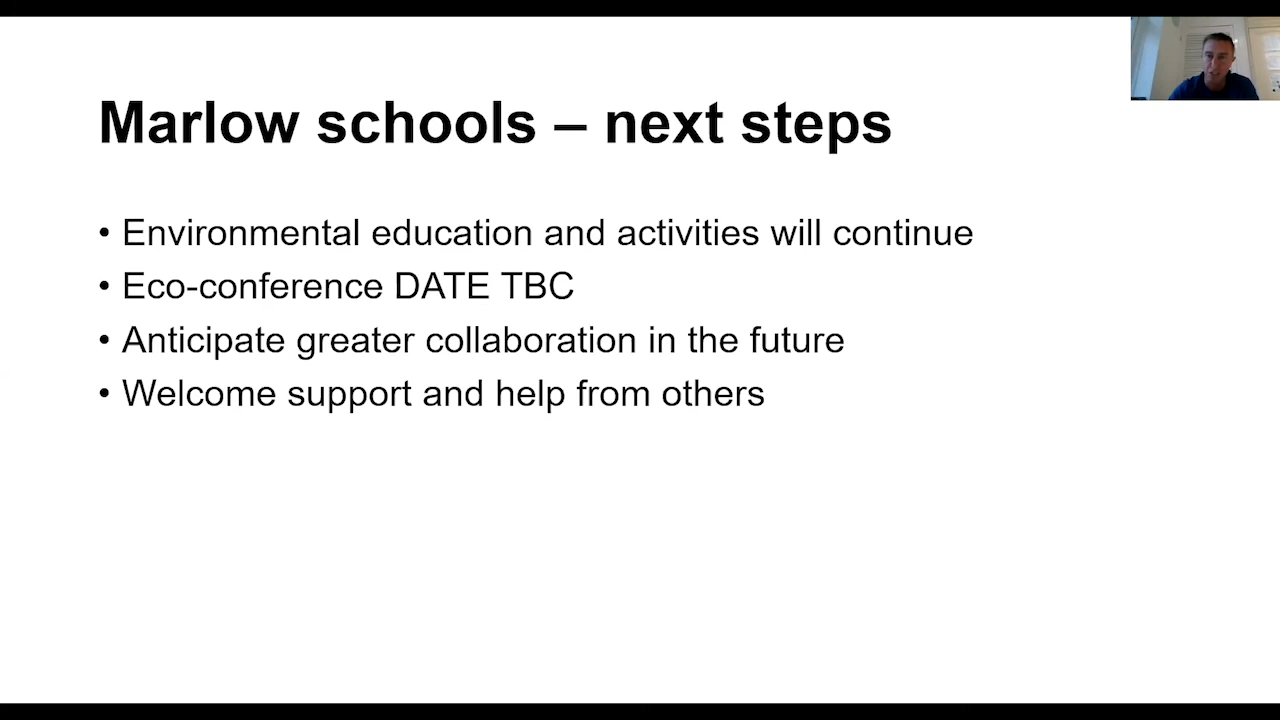 Marlow schools – next steps
• Environmental education and activities will continue
• Eco-conference DATE TBC
• Anticipate greater collaboration in the future
• Welcome support and help from others